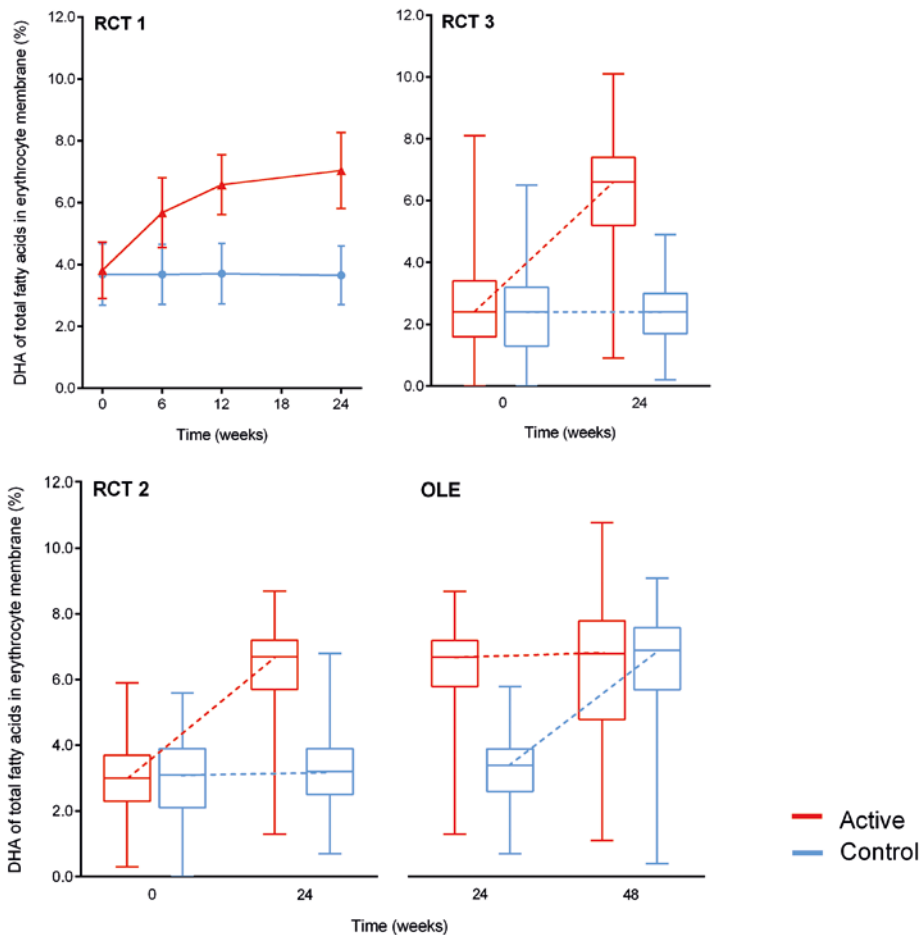 RCT 1
DHA of total fatty acids in erythrocyte membrane (%)
12.0
10.0
8.0
6.0
4.0
2.0
0.0
0 6 12 18 24
Time (weeks)
RCT 3
12.0
10.0
8.0
6.0
4.0
2.0
0.0
0 24
Time (weeks)
RCT 2
DHA of total fatty acids in erythrocyte membrane (%)
12.0
10.0
8.0
6.0
4.0
2.0
0.0
0 24
OLE
24 48
Time (weeks)
Active
Control